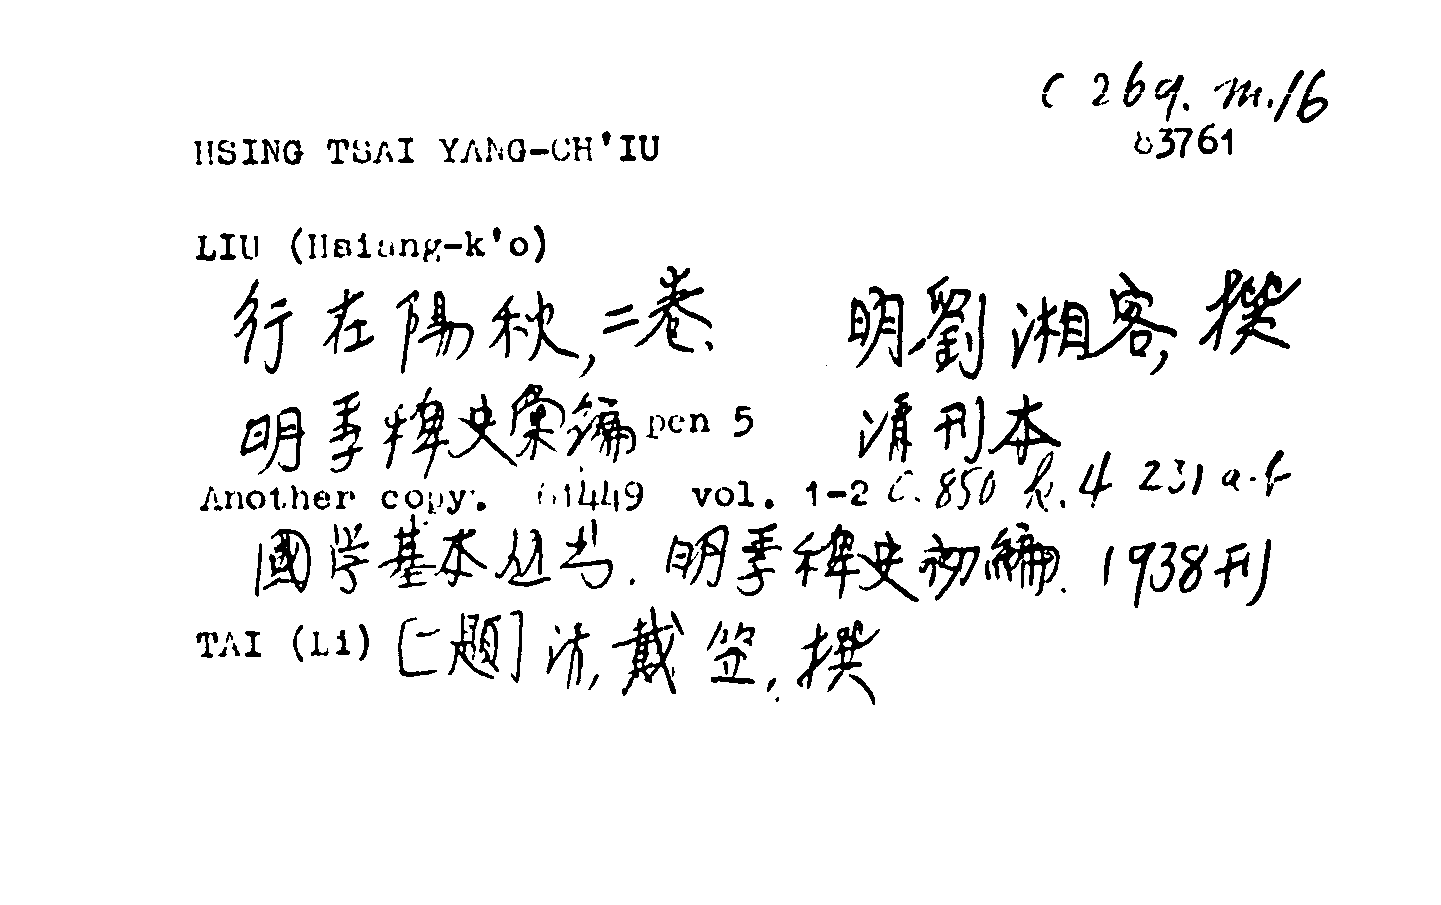 C 269. m./6
83761
HSING TSAI YANG-CH'IU
LIU (Hsiang-k'o)
行在陽秋,二卷、 明劉湘客,撰
明季稗史彙編 pen 5 清刊本
Another copy. 61449 vol. 1-2 C. 850 k. 4 231 a.b
國学基本丛书. 明季稗史初編. 1938刊
TAI (Li) [一題] 清,戴笠,撰